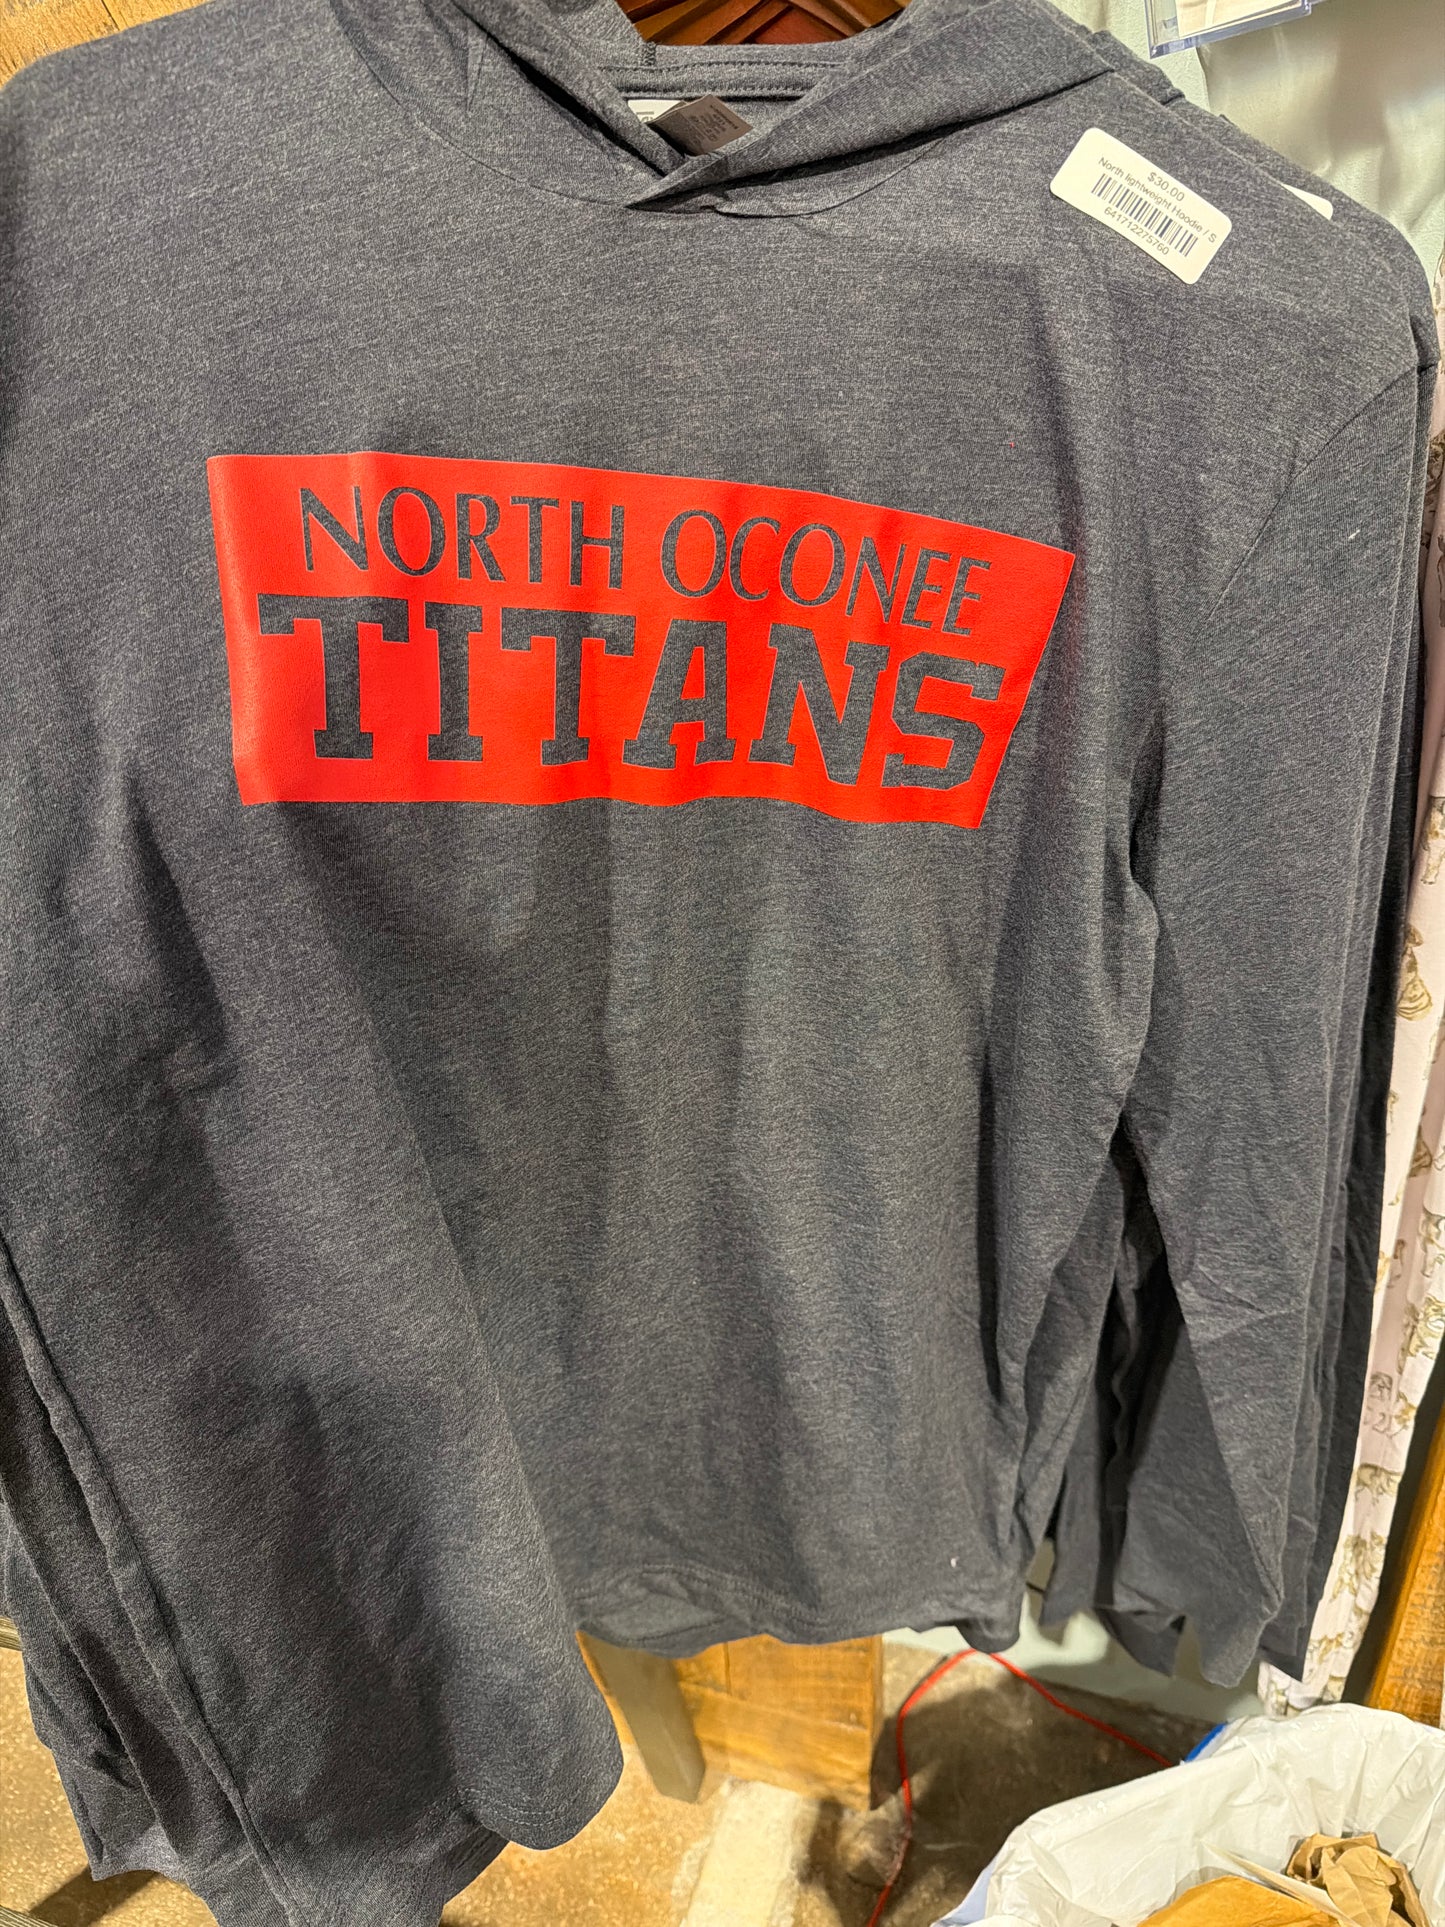 $30.00
North lightweight Hoodie / S
641712275760
NORTH OCONEE
TITANS